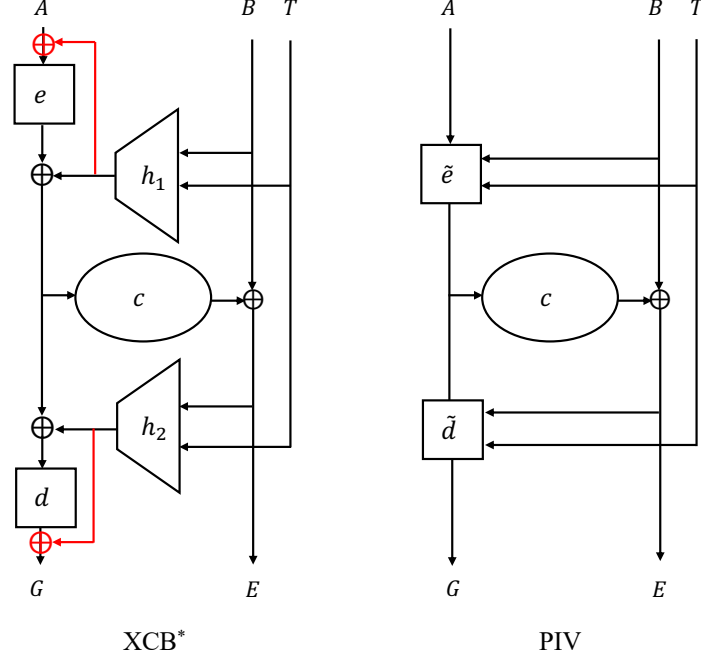 A B T A B T
e
h₁ ẽ
c c
h₂ d̃
d
G E G E
XCB* PIV